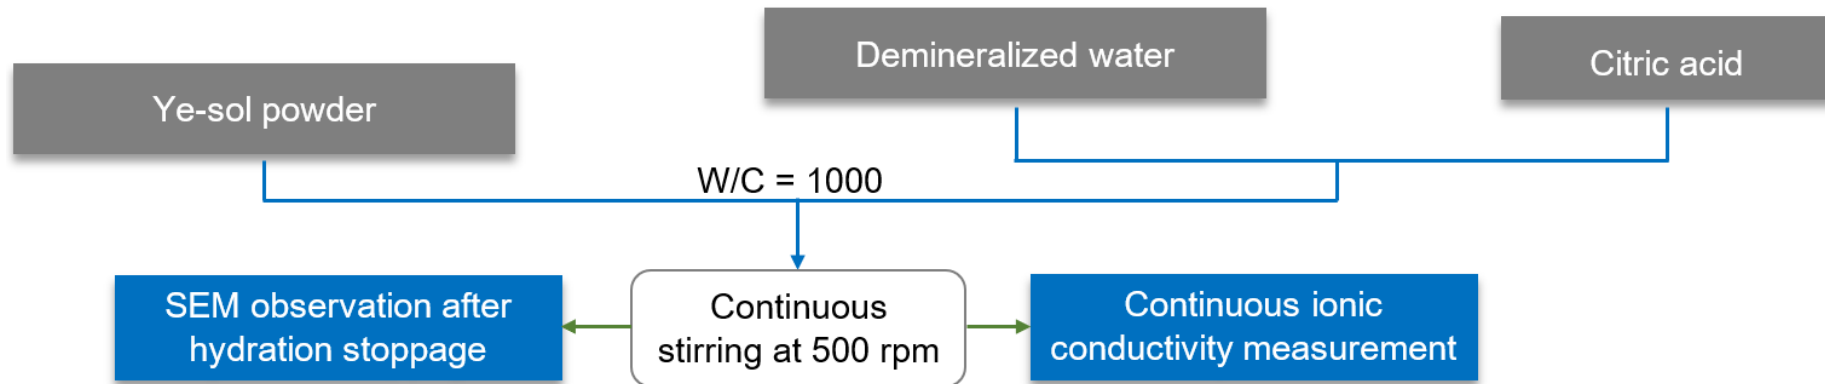 Ye-sol powder
Demineralized water
Citric acid
W/C = 1000
SEM observation after
hydration stoppage
Continuous
stirring at 500 rpm
Continuous ionic
conductivity measurement